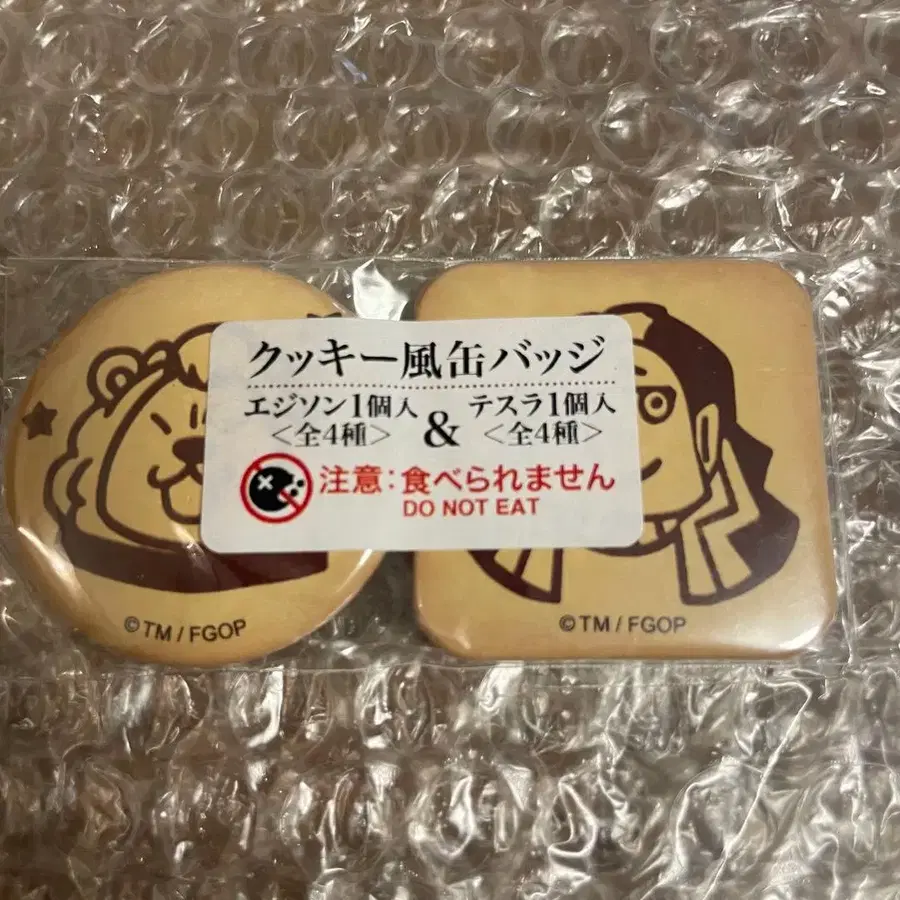 クッキー風缶バッジ
エジソン1個入 & テスラ1個入
<全4種> <全4種>
注意:食べられません
DO NOT EAT
©TM / FGOP
©TM / FGOP